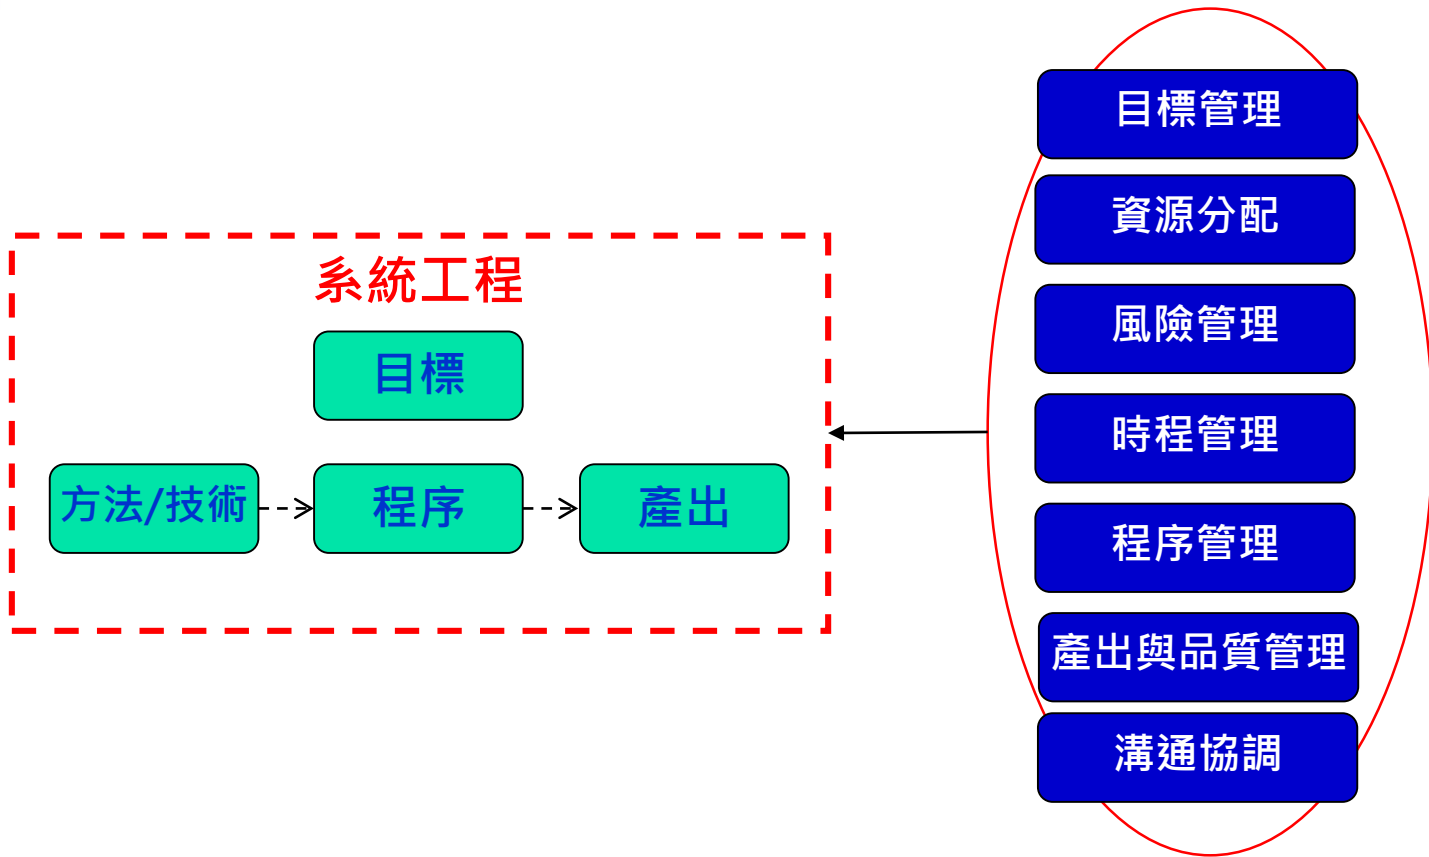 系統工程
目標
方法/技術
程序
產出
目標管理
資源分配
風險管理
時程管理
程序管理
產出與品質管理
溝通協調